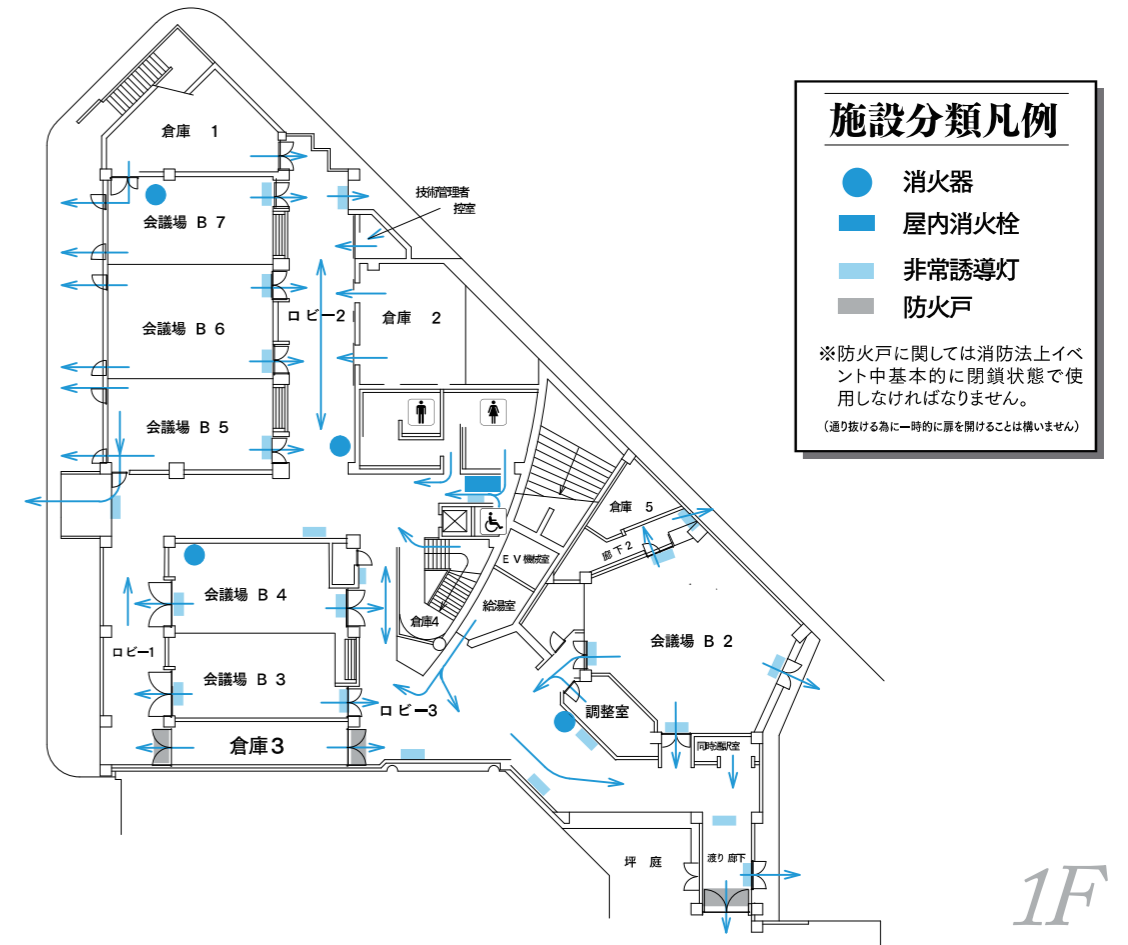 倉庫 1
技術管理者
控室
会議場 B 7
ロビー2
倉庫 2
会議場 B 6
会議場 B 5
倉庫 5
廊下2
EV機械室
会議場 B 4
給湯室
倉庫4
会議場 B 2
ロビー1
会議場 B 3
ロビー3
調整室
倉庫3
同時通訳室
坪 庭
渡り廊下
施設分類凡例
消火器
屋内消火栓
非常誘導灯
防火戸
※防火戸に関しては消防法上イベ
ント中基本的に閉鎖状態で使
用しなければなりません。
(通り抜ける為に一時的に扉を開けることは構いません)
1F